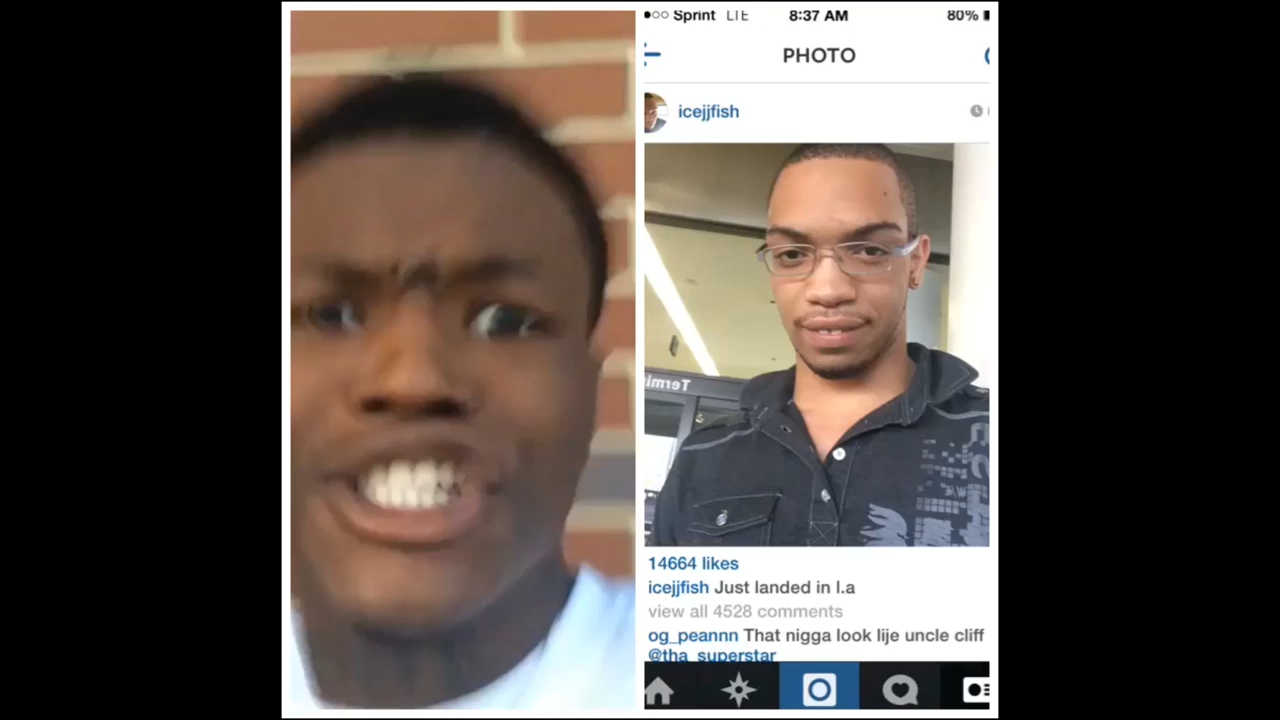 Sprint LTE 8:37 AM 80%
PHOTO
icejjfish
Termi
14664 likes
icejjfish Just landed in l.a
view all 4528 comments
og_peannn That nigga look lije uncle cliff
@tha_superstar